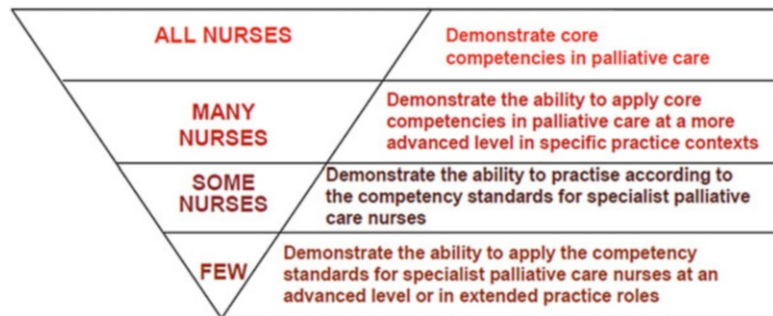 ALL NURSES
Demonstrate core
competencies in palliative care
MANY
NURSES
Demonstrate the ability to apply core
competencies in palliative care at a more
advanced level in specific practice contexts
SOME
NURSES
Demonstrate the ability to practise according to
the competency standards for specialist palliative
care nurses
FEW
Demonstrate the ability to apply the competency
standards for specialist palliative care nurses at an
advanced level or in extended practice roles